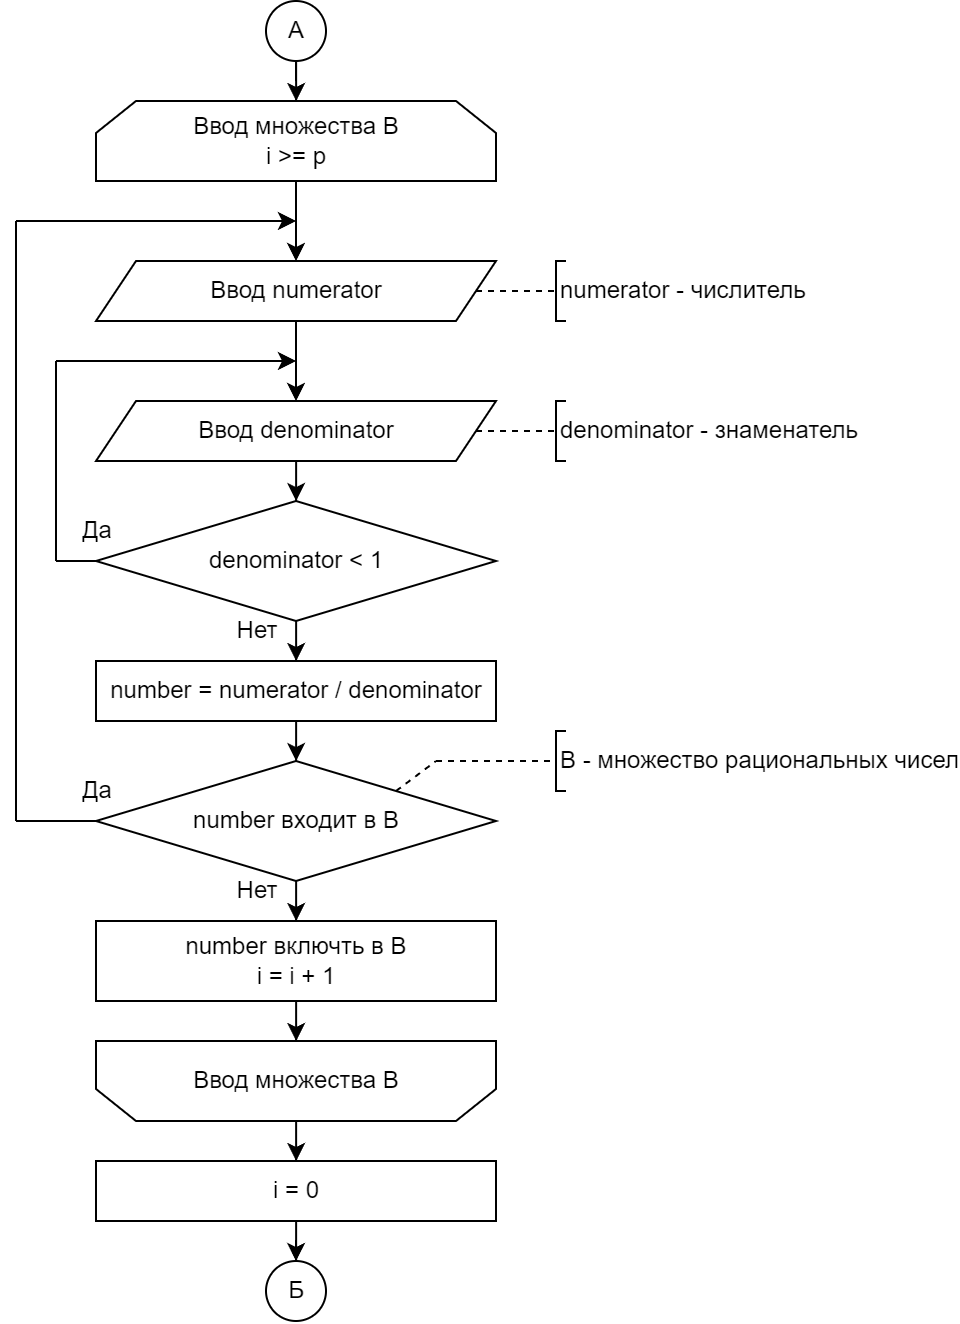 А
Ввод множества B
i >= p
Ввод numerator
numerator - числитель
Ввод denominator
denominator - знаменатель
Да
denominator < 1
Нет
number = numerator / denominator
B - множество рациональных чисел
Да
number входит в B
Нет
number включть в B
i = i + 1
Ввод множества B
i = 0
Б